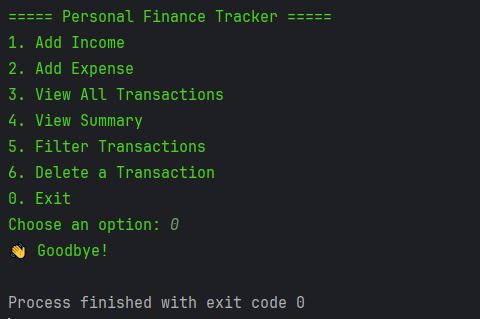 ===== Personal Finance Tracker =====
1. Add Income
2. Add Expense
3. View All Transactions
4. View Summary
5. Filter Transactions
6. Delete a Transaction
0. Exit
Choose an option: 0
👋 Goodbye!
Process finished with exit code 0